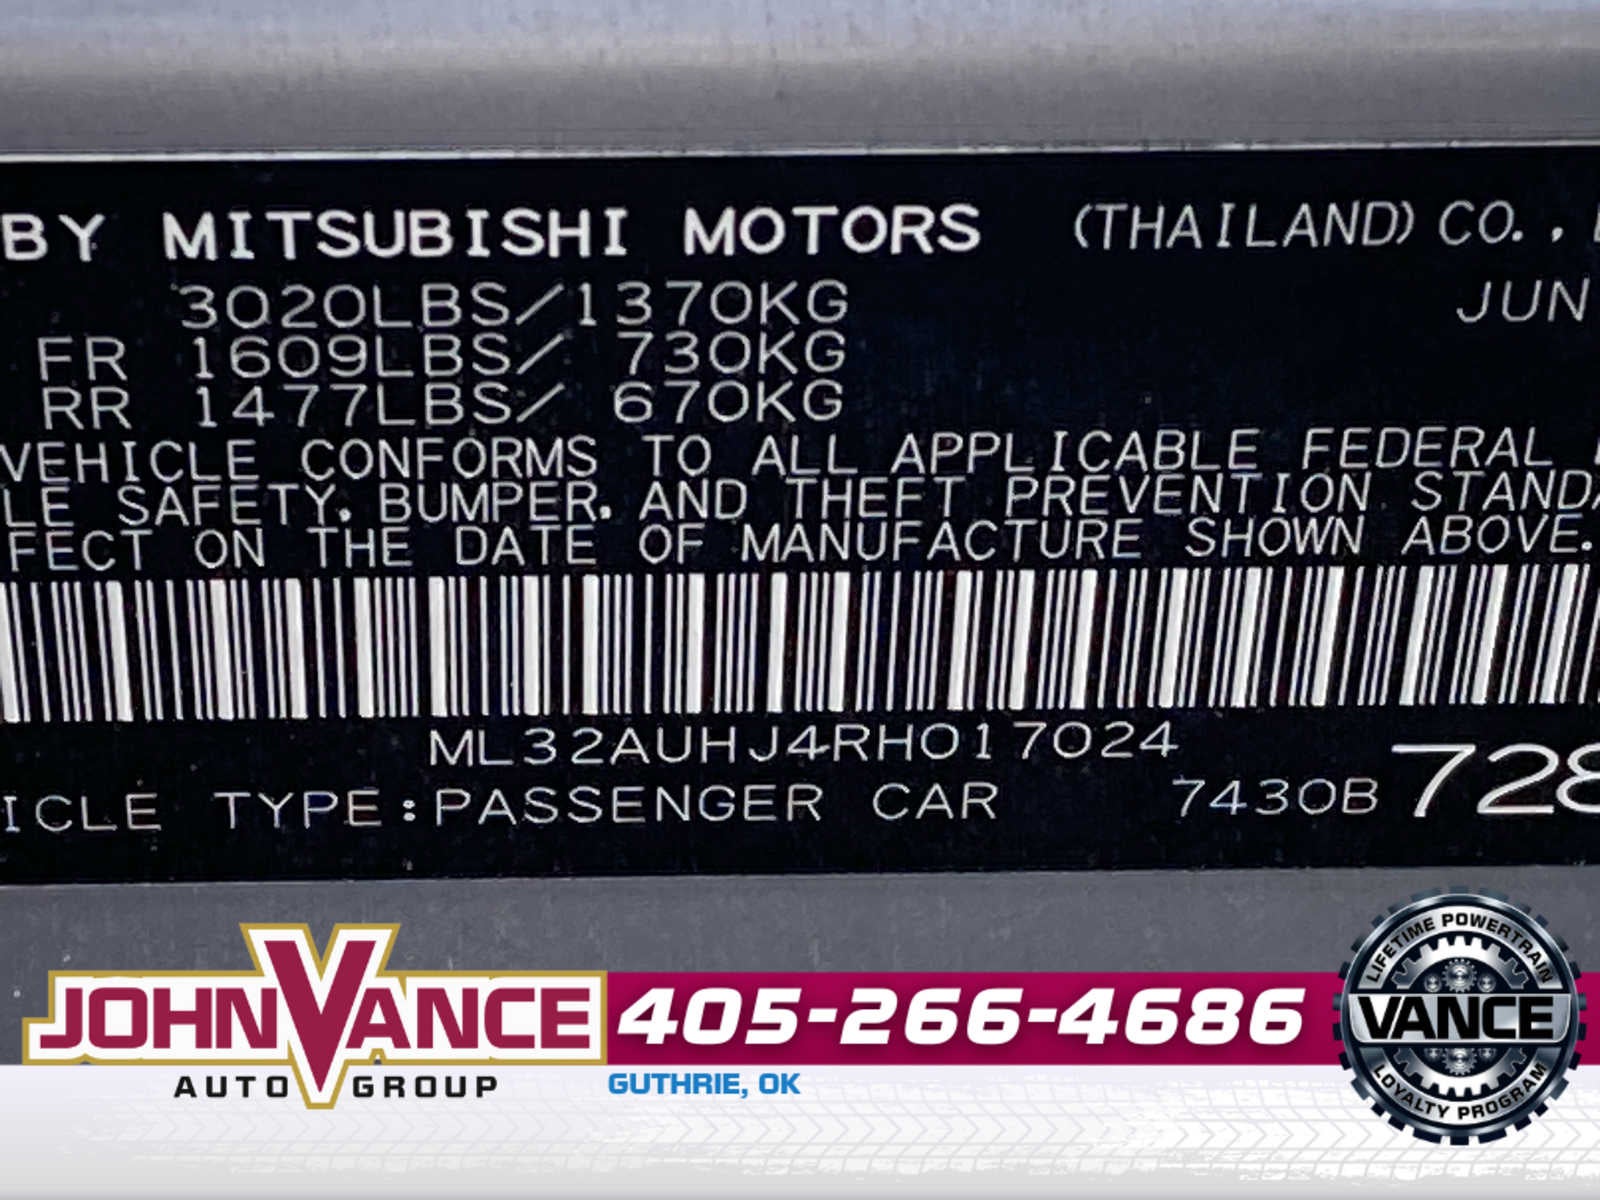 BY MITSUBISHI MOTORS (THAILAND) CO.,
3020LBS/1370KG JUN
FR 1609LBS/ 730KG
RR 1477LBS/ 670KG
VEHICLE CONFORMS TO ALL APPLICABLE FEDERAL
LE SAFETY, BUMPER, AND THEFT PREVENTION STANDA
FECT ON THE DATE OF MANUFACTURE SHOWN ABOVE.
ML32AUHJ4RH017024
ICLE TYPE:PASSENGER CAR 7430B 728
JOHN VANCE
AUTO GROUP
405-266-4686
GUTHRIE, OK
LIFETIME POWERTRAIN
VANCE
LOYALTY PROGRAM